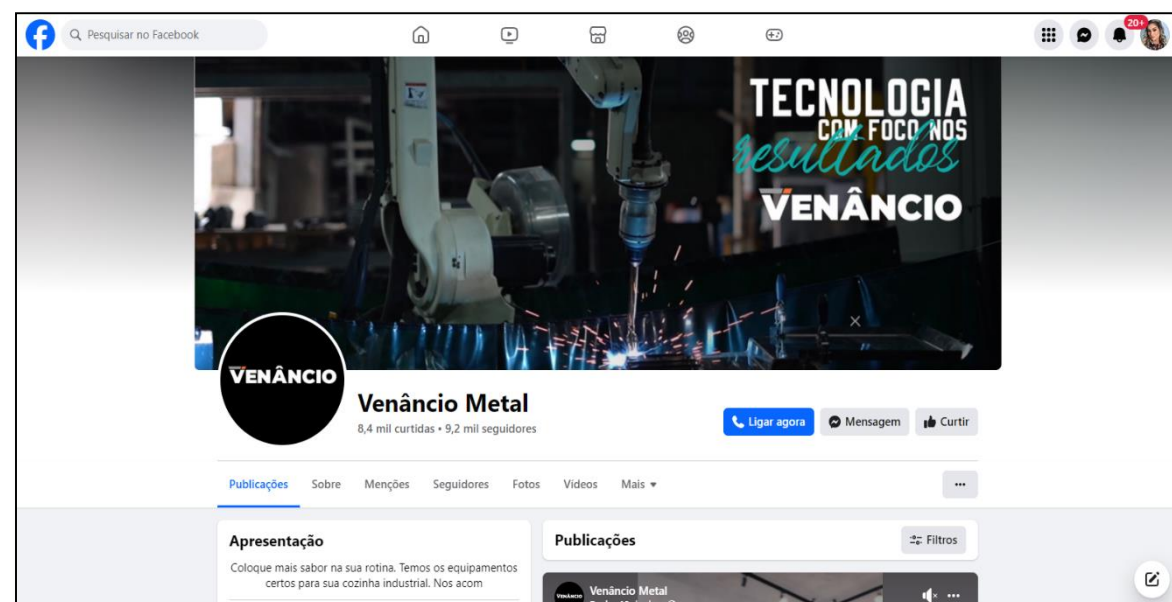 Pesquisar no Facebook
20+
TECNOLOGIA
COM FOCO NOS
resultados
VENÂNCIO
VENÂNCIO
Venâncio Metal
8,4 mil curtidas • 9,2 mil seguidores
Ligar agora
Mensagem
Curtir
Publicações Sobre Menções Seguidores Fotos Vídeos Mais
Apresentação
Coloque mais sabor na sua rotina. Temos os equipamentos
certos para sua cozinha industrial. Nos acom
Publicações
Filtros
VENÂNCIO
Venâncio Metal